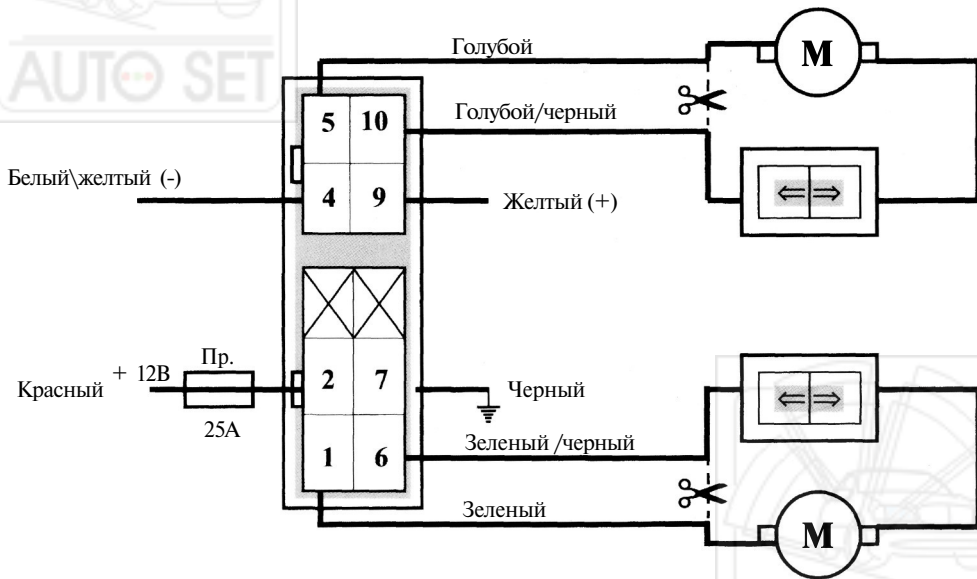 Голубой
M
AUTO SET
5 10
Голубой/черный
Белый\желтый (-)
4 9
Желтый (+)
⇐ ⇒
Пр.
+ 12В
Красный
2 7
Черный
25А
⇐ ⇒
1 6
Зеленый /черный
Зеленый
M